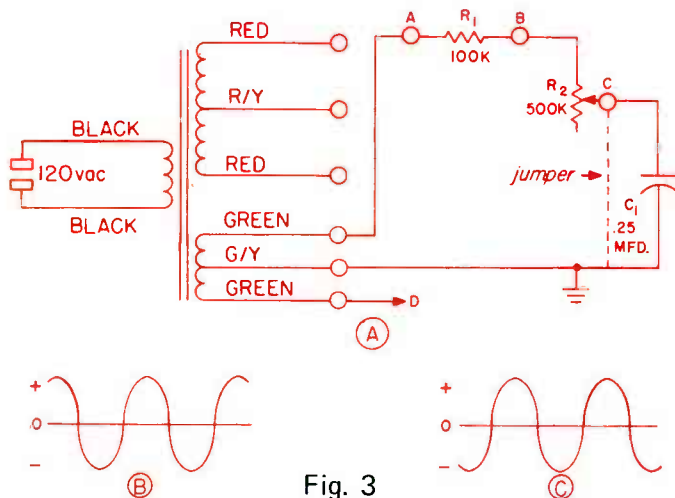 RED
A
R1
B
100K
R/Y
R2
C
500K
BLACK
120vac
RED
jumper
BLACK
C1
.25
MFD.
GREEN
G/Y
GREEN
D
A
+
0
−
B
+
0
−
C
Fig. 3